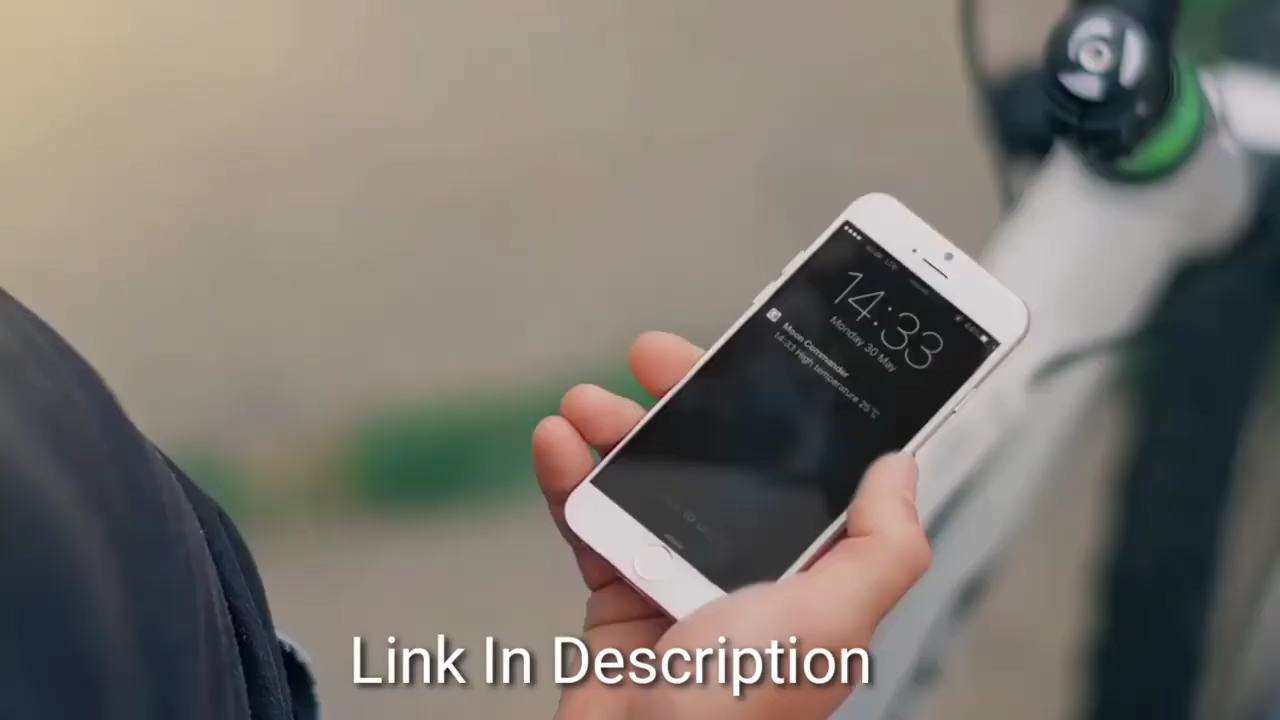 14:33
Monday 30 May
Moon Commander
14:33 High temperature 25°C
Link In Description